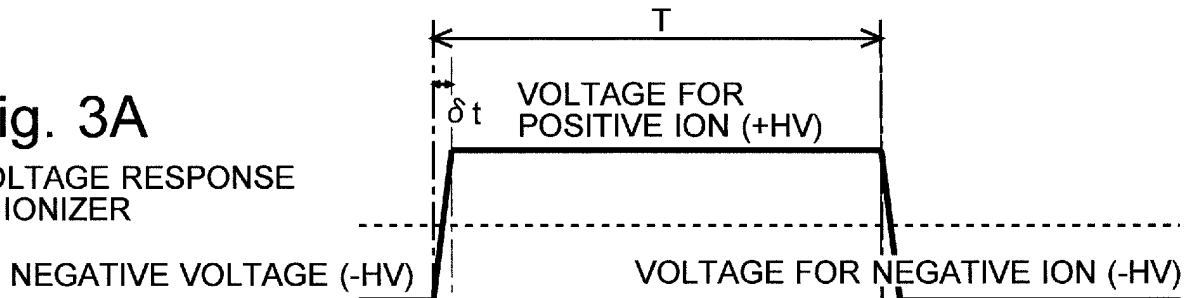 T
δt
VOLTAGE FOR
POSITIVE ION (+HV)
ig. 3A
OLTAGE RESPONSE
IONIZER
NEGATIVE VOLTAGE (-HV)
VOLTAGE FOR NEGATIVE ION (-HV)